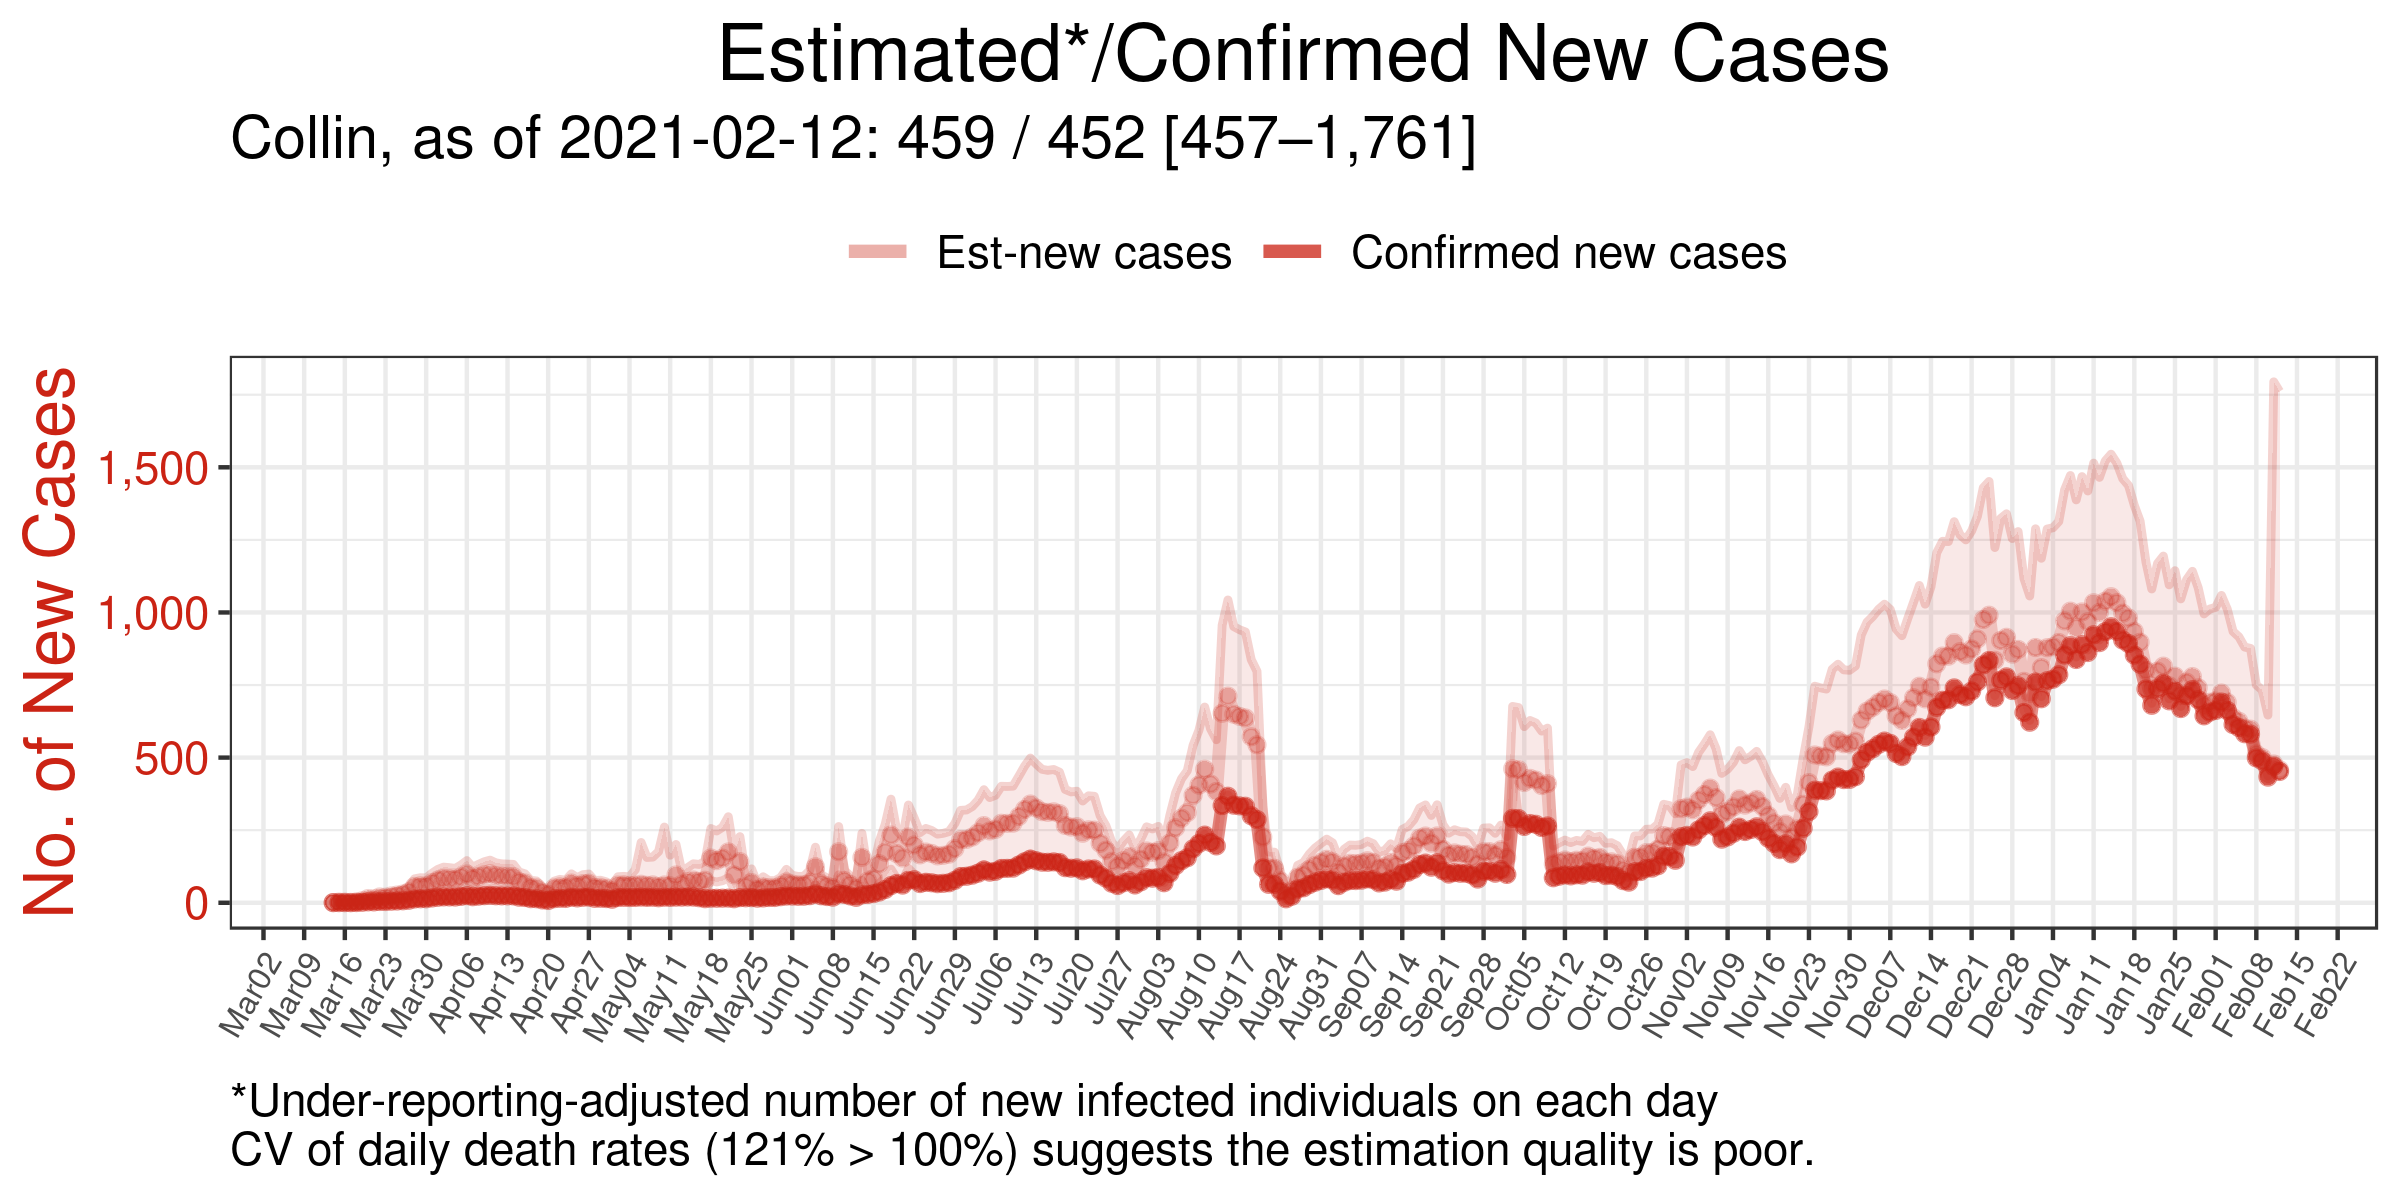 Estimated*/Confirmed New Cases
Collin, as of 2021-02-12: 459 / 452 [457–1,761]
Est-new cases
Confirmed new cases
No. of New Cases
1,500
1,000
500
0
Mar02
Mar09
Mar16
Mar23
Mar30
Apr06
Apr13
Apr20
Apr27
May04
May11
May18
May25
Jun01
Jun08
Jun15
Jun22
Jun29
Jul06
Jul13
Jul20
Jul27
Aug03
Aug10
Aug17
Aug24
Aug31
Sep07
Sep14
Sep21
Sep28
Oct05
Oct12
Oct19
Oct26
Nov02
Nov09
Nov16
Nov23
Nov30
Dec07
Dec14
Dec21
Dec28
Jan04
Jan11
Jan18
Jan25
Feb01
Feb08
Feb15
Feb22
*Under-reporting-adjusted number of new infected individuals on each day
CV of daily death rates (121% > 100%) suggests the estimation quality is poor.